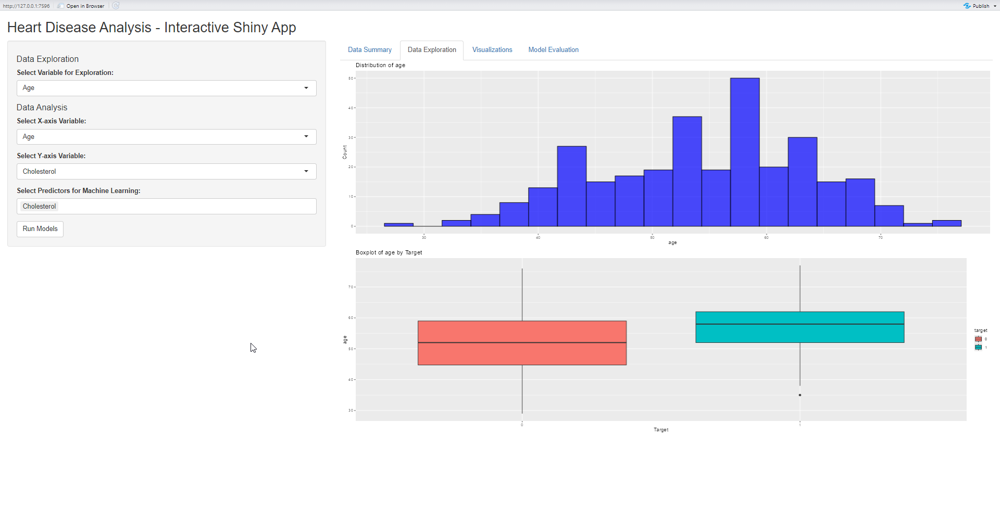 http://127.0.0.1:7596 Open in Browser Publish
Heart Disease Analysis - Interactive Shiny App
Data Exploration
Select Variable for Exploration:
Age
Data Analysis
Select X-axis Variable:
Age
Select Y-axis Variable:
Cholesterol
Select Predictors for Machine Learning:
Cholesterol
Run Models
Data Summary Data Exploration Visualizations Model Evaluation
Distribution of age
50
40
30
20
10
0
Count
30 40 50 60 70
age
Boxplot of age by Target
70
60
50
40
30
age
0 1
Target
target
0
1